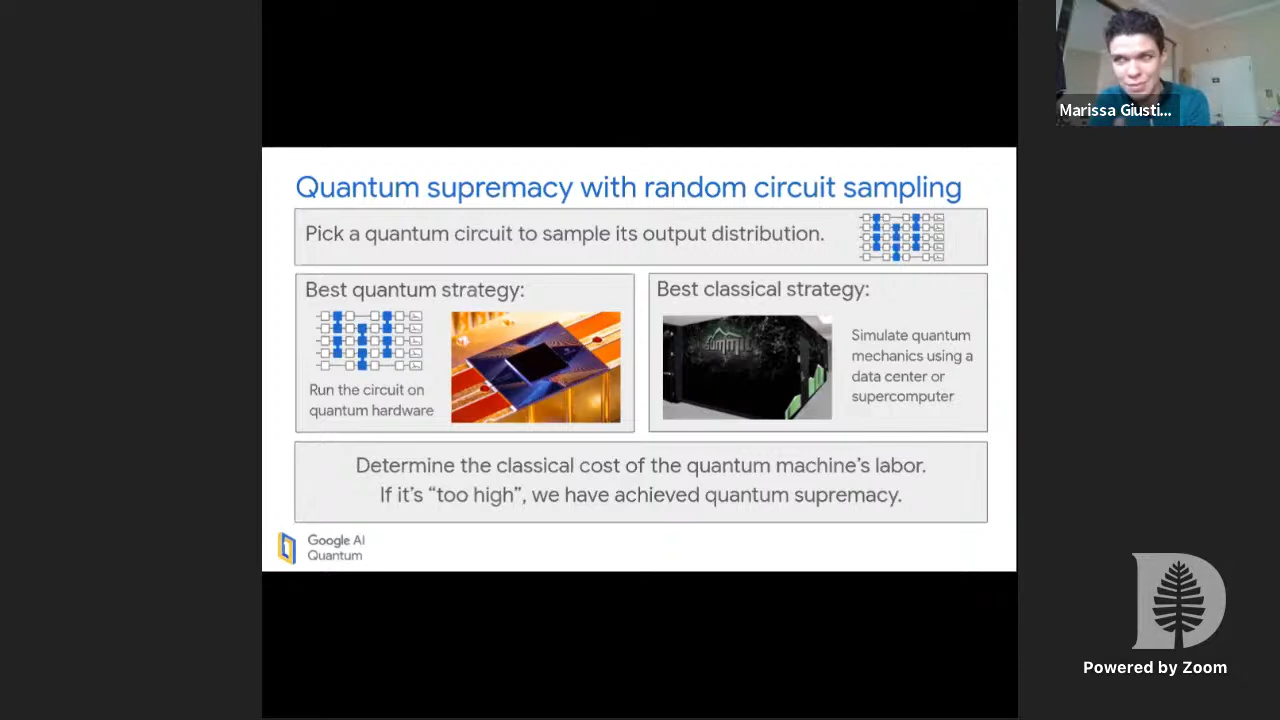 Marissa Giusti...
Quantum supremacy with random circuit sampling
Pick a quantum circuit to sample its output distribution.
Best quantum strategy:
Run the circuit on
quantum hardware
Best classical strategy:
SUMMIT
Simulate quantum
mechanics using a
data center or
supercomputer
Determine the classical cost of the quantum machine's labor.
If it's “too high”, we have achieved quantum supremacy.
Google AI
Quantum
D
Powered by Zoom